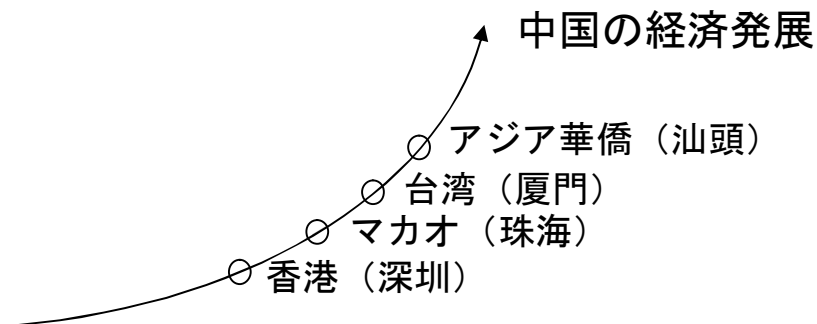 中国の経済発展
アジア華僑（汕頭）
台湾（厦門）
マカオ（珠海）
香港（深圳）